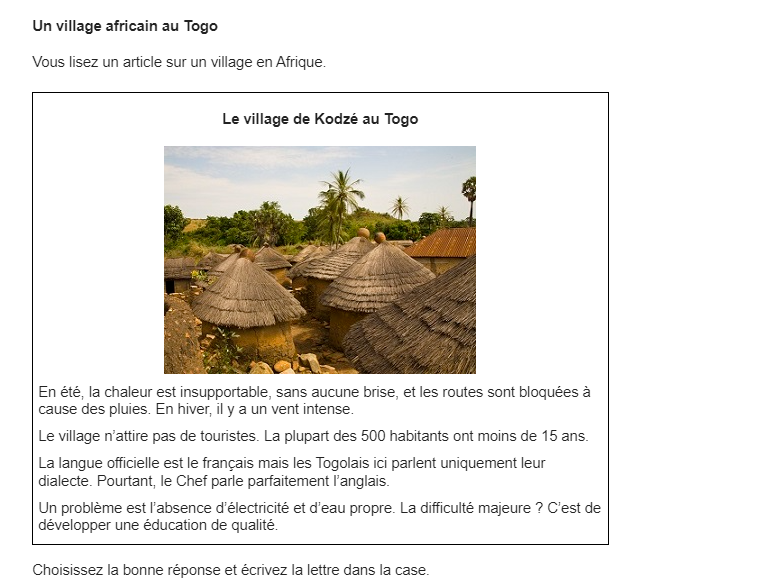 Un village africain au Togo
Vous lisez un article sur un village en Afrique.
Le village de Kodzé au Togo
En été, la chaleur est insupportable, sans aucune brise, et les routes sont bloquées à
cause des pluies. En hiver, il y a un vent intense.
Le village n’attire pas de touristes. La plupart des 500 habitants ont moins de 15 ans.
La langue officielle est le français mais les Togolais ici parlent uniquement leur
dialecte. Pourtant, le Chef parle parfaitement l’anglais.
Un problème est l’absence d’électricité et d’eau propre. La difficulté majeure ? C’est de
développer une éducation de qualité.
Choisissez la bonne réponse et écrivez la lettre dans la case.